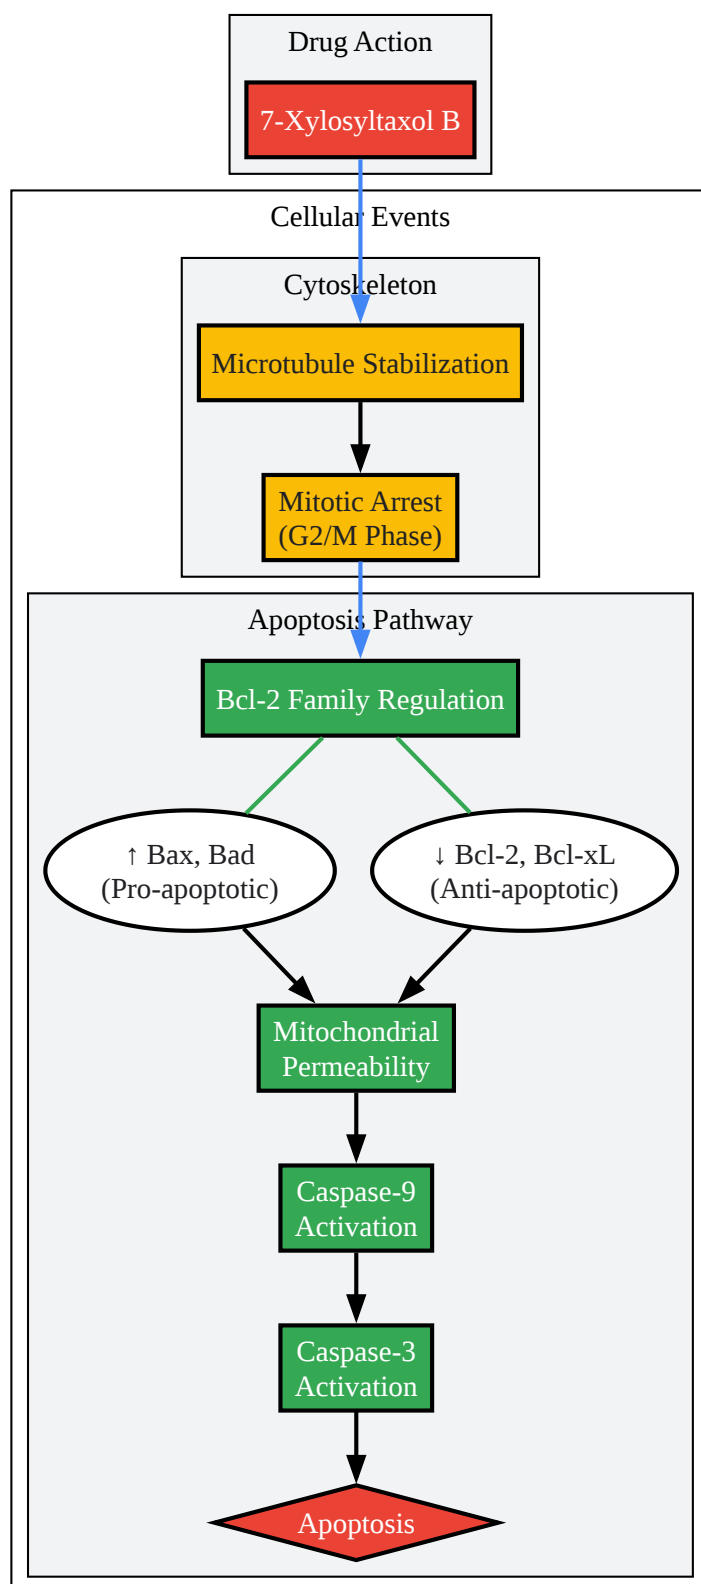 Drug Action
7-Xylosyltaxol B
Cellular Events
Cytoskeleton
Microtubule Stabilization
Mitotic Arrest
(G2/M Phase)
Apoptosis Pathway
Bcl-2 Family Regulation
↑ Bax, Bad
(Pro-apoptotic)
↓ Bcl-2, Bcl-xL
(Anti-apoptotic)
Mitochondrial
Permeability
Caspase-9
Activation
Caspase-3
Activation
Apoptosis